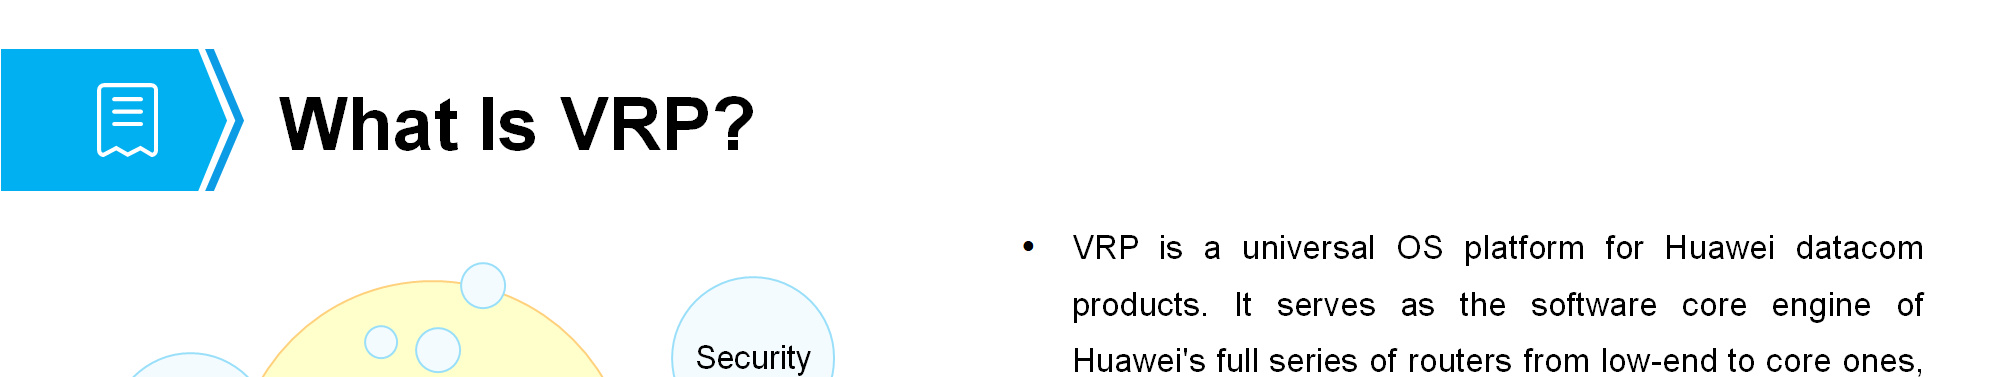 What Is VRP?
Security
• VRP is a universal OS platform for Huawei datacom
products. It serves as the software core engine of
Huawei's full series of routers from low-end to core ones,